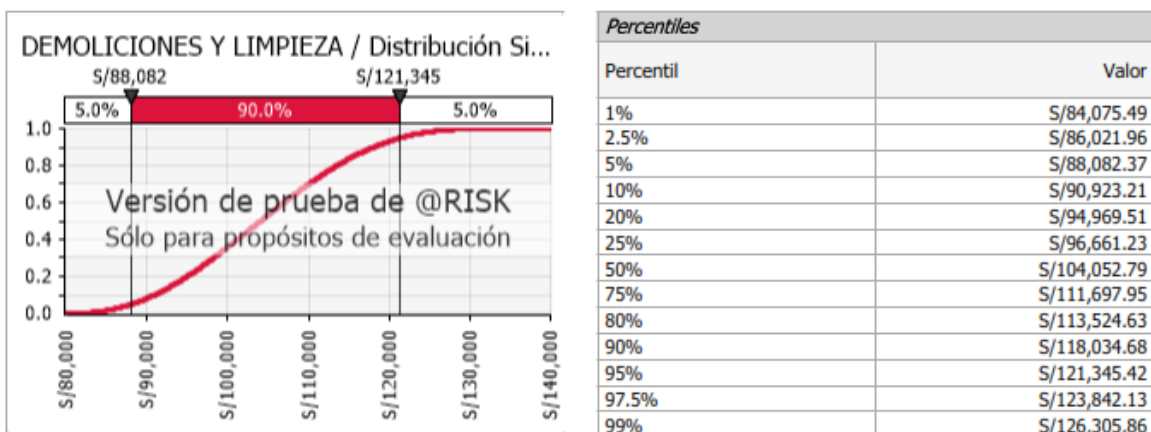 DEMOLICIONES Y LIMPIEZA / Distribución Si...
S/88,082 S/121,345
5.0% 90.0% 5.0%
1.0
0.8
0.6
0.4
0.2
0.0
Versión de prueba de @RISK
Sólo para propósitos de evaluación
S/80,000 S/90,000 S/100,000 S/110,000 S/120,000 S/130,000 S/140,000
Percentiles
Percentil Valor
1% S/84,075.49
2.5% S/86,021.96
5% S/88,082.37
10% S/90,923.21
20% S/94,969.51
25% S/96,661.23
50% S/104,052.79
75% S/111,697.95
80% S/113,524.63
90% S/118,034.68
95% S/121,345.42
97.5% S/123,842.13
99% S/126,305.86